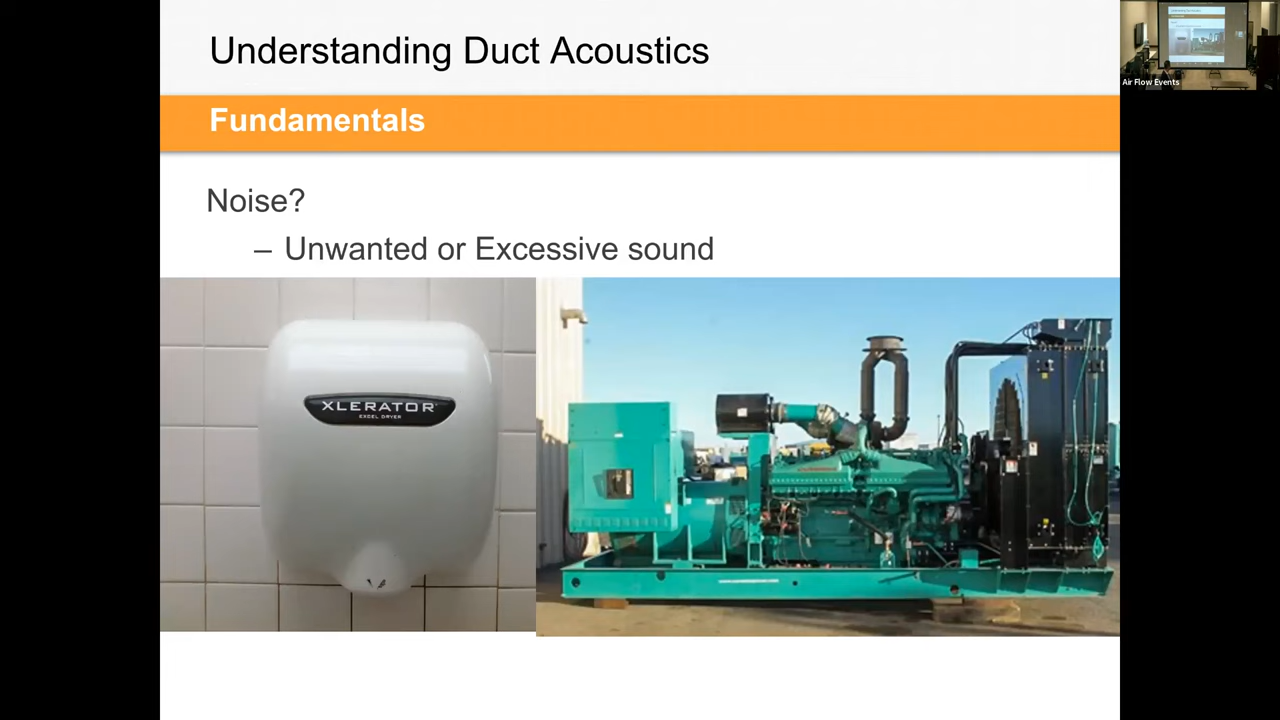 Understanding Duct Acoustics
Fundamentals
Noise?
– Unwanted or Excessive sound
XLERATOR
EXCEL DRYER
Air Flow Events